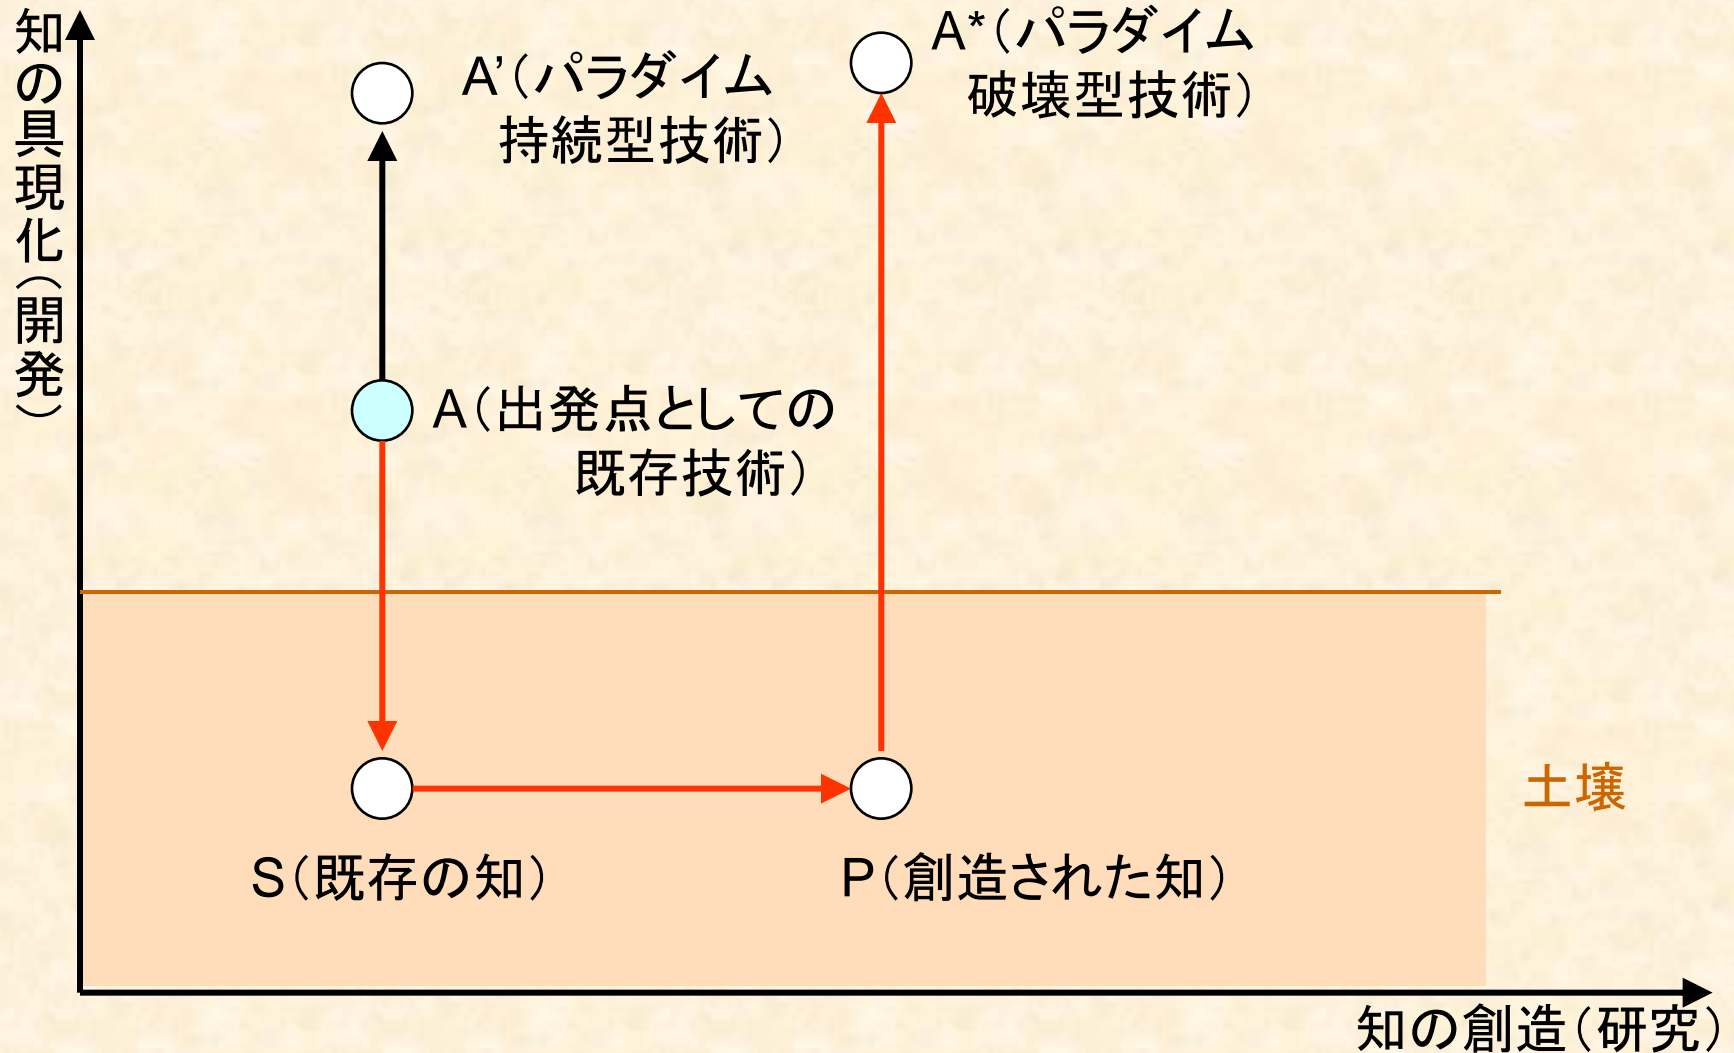 知の具現化（開発）
A’（パラダイム
持続型技術）
A*（パラダイム
破壊型技術）
A（出発点としての
既存技術）
土壌
S（既存の知）
P（創造された知）
知の創造（研究）